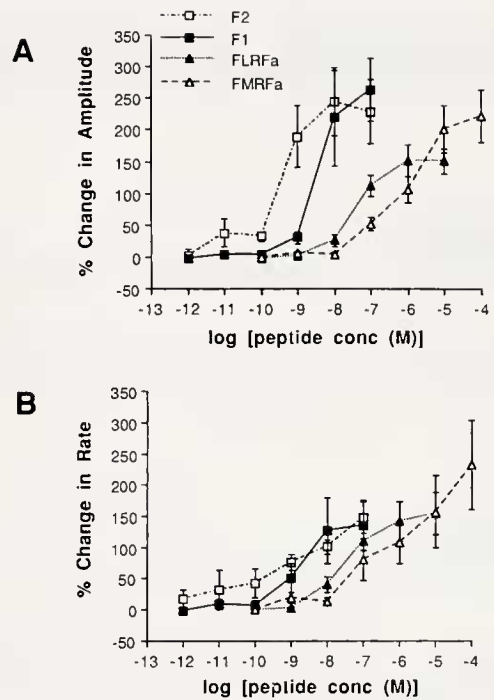 A
F2
F1
FLRFa
FMRFa
% Change in Amplitude
350
300
250
200
150
100
50
0
-50
-13 -12 -11 -10 -9 -8 -7 -6 -5 -4
log [peptide conc (M)]
B
% Change in Rate
350
300
250
200
150
100
50
0
-50
-13 -12 -11 -10 -9 -8 -7 -6 -5 -4
log [peptide conc (M)]